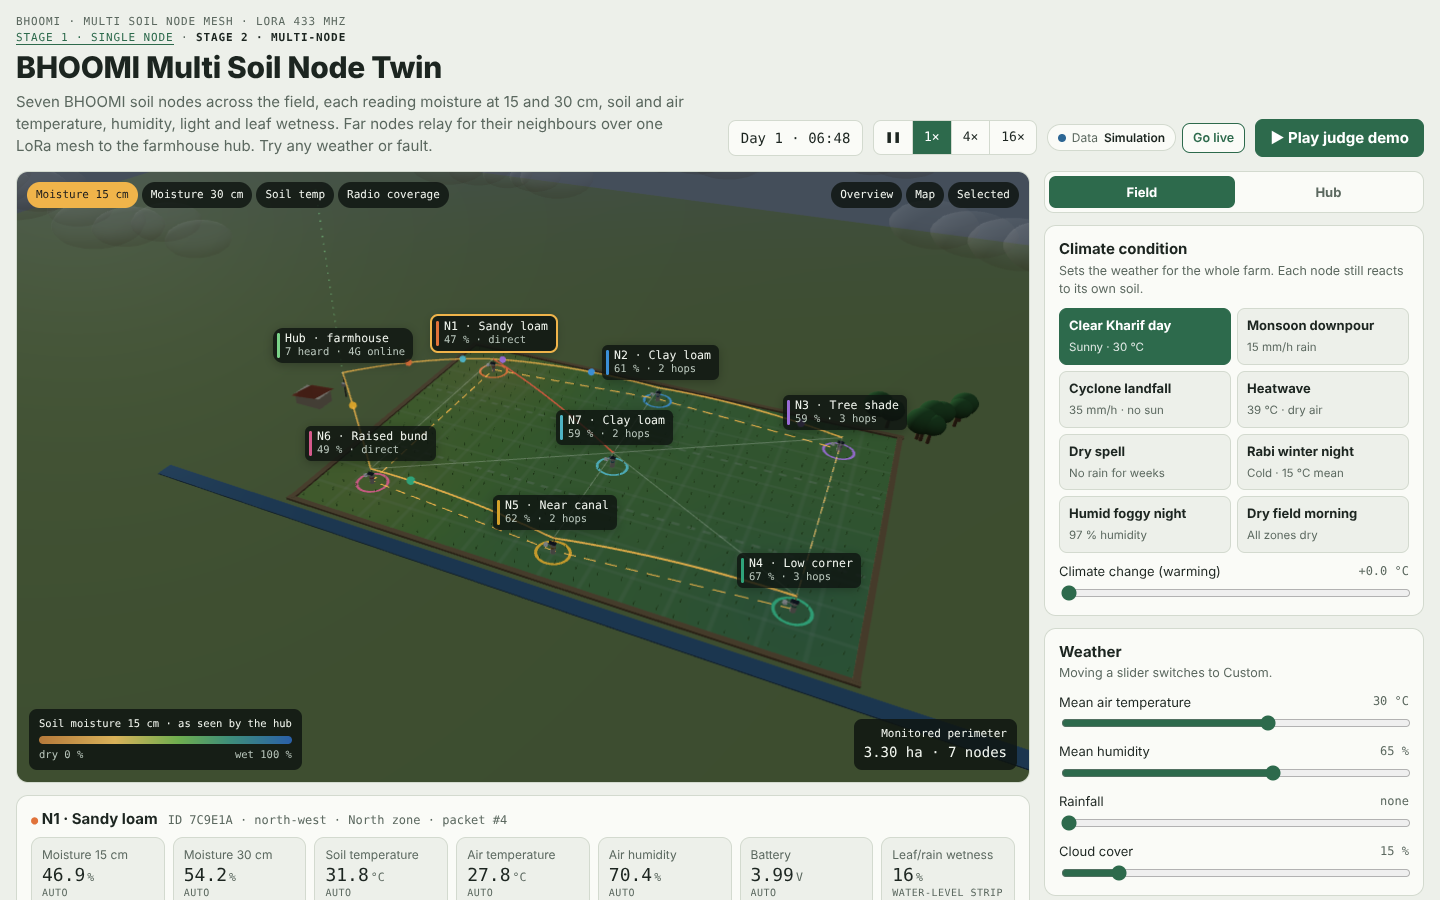 BHOOMI · MULTI SOIL NODE MESH · LORA 433 MHZ
STAGE 1 · SINGLE NODE · STAGE 2 · MULTI-NODE
BHOOMI Multi Soil Node Twin
Seven BHOOMI soil nodes across the field, each reading moisture at 15 and 30 cm, soil and air
temperature, humidity, light and leaf wetness. Far nodes relay for their neighbours over one
LoRa mesh to the farmhouse hub. Try any weather or fault.
Day 1 · 06:48
1×
4×
16×
Data Simulation
Go live
▶ Play judge demo
Moisture 15 cm
Moisture 30 cm
Soil temp
Radio coverage
Overview
Map
Selected
Hub · farmhouse
7 heard · 4G online
N1 · Sandy loam
47 % · direct
N2 · Clay loam
61 % · 2 hops
N3 · Tree shade
59 % · 3 hops
N7 · Clay loam
59 % · 2 hops
N6 · Raised bund
49 % · direct
N5 · Near canal
62 % · 2 hops
N4 · Low corner
67 % · 3 hops
Soil moisture 15 cm · as seen by the hub
dry 0 %
wet 100 %
Monitored perimeter
3.30 ha · 7 nodes
N1 · Sandy loam ID 7C9E1A · north-west · North zone · packet #4
Moisture 15 cm
46.9 %
AUTO
Moisture 30 cm
54.2 %
AUTO
Soil temperature
31.8 °C
AUTO
Air temperature
27.8 °C
AUTO
Air humidity
70.4 %
AUTO
Battery
3.99 V
AUTO
Leaf/rain wetness
16 %
WATER-LEVEL STRIP
Field
Hub
Climate condition
Sets the weather for the whole farm. Each node still reacts
to its own soil.
Clear Kharif day
Sunny · 30 °C
Monsoon downpour
15 mm/h rain
Cyclone landfall
35 mm/h · no sun
Heatwave
39 °C · dry air
Dry spell
No rain for weeks
Rabi winter night
Cold · 15 °C mean
Humid foggy night
97 % humidity
Dry field morning
All zones dry
Climate change (warming) +0.0 °C
Weather
Moving a slider switches to Custom.
Mean air temperature 30 °C
Mean humidity 65 %
Rainfall none
Cloud cover 15 %